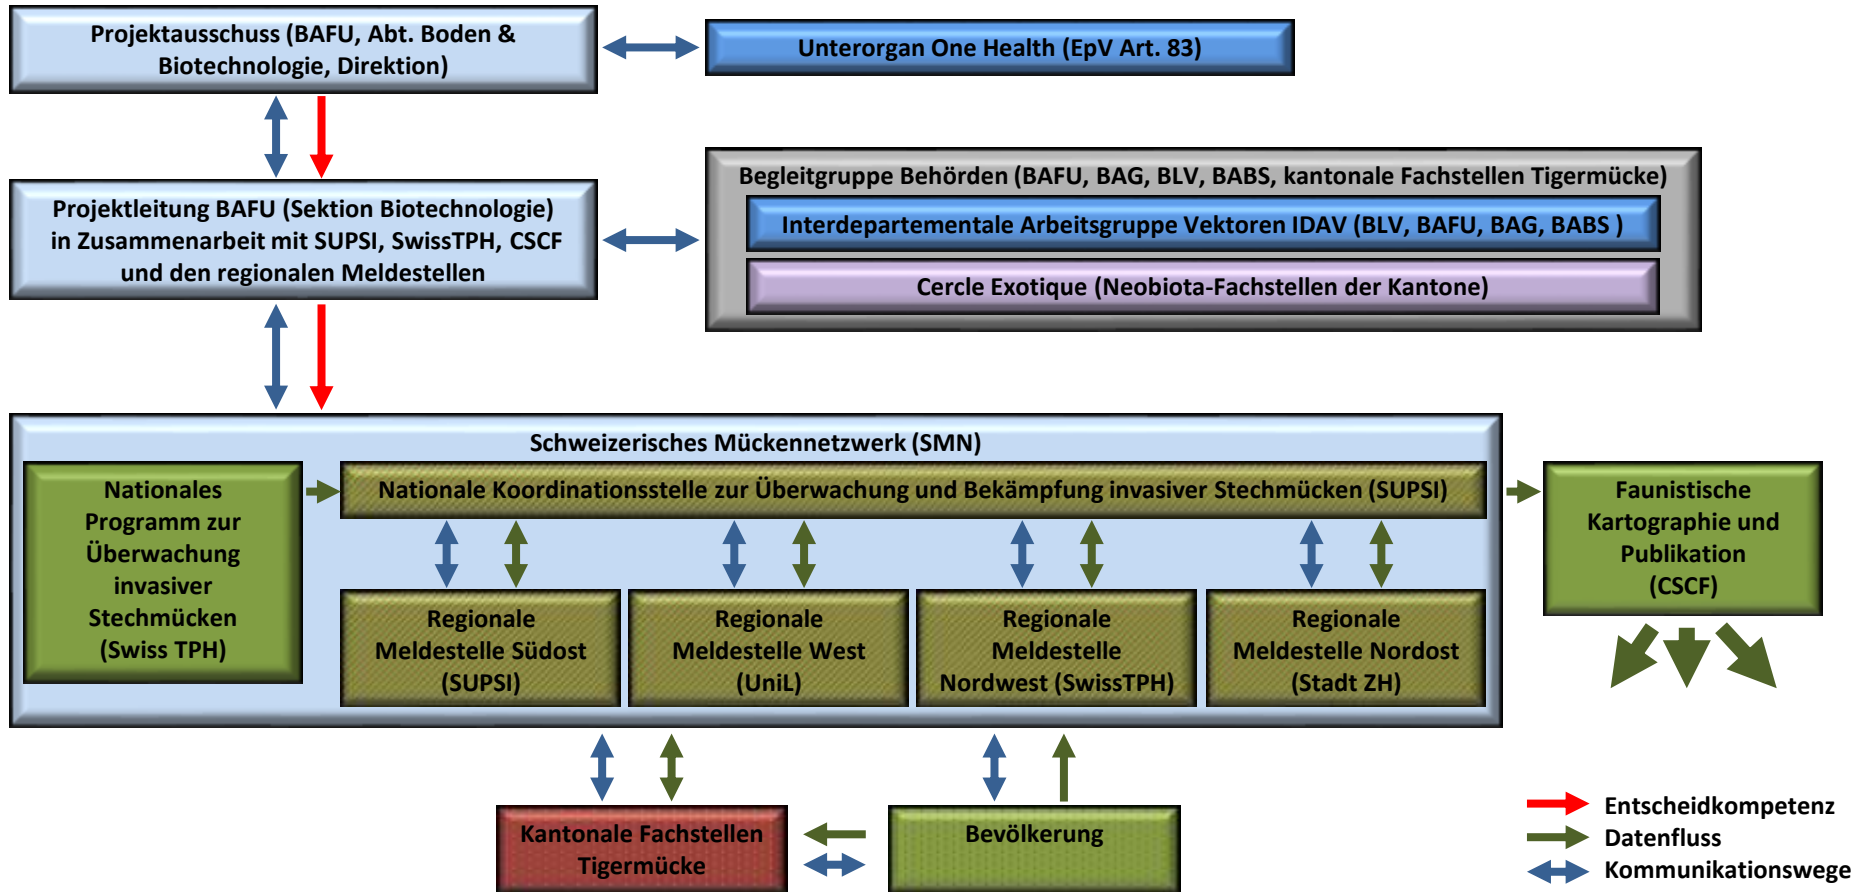 Projektausschuss (BAFU, Abt. Boden &
Biotechnologie, Direktion)
Unterorgan One Health (EpV Art. 83)
Projektleitung BAFU (Sektion Biotechnologie)
in Zusammenarbeit mit SUPSI, SwissTPH, CSCF
und den regionalen Meldestellen
Begleitgruppe Behörden (BAFU, BAG, BLV, BABS, kantonale Fachstellen Tigermücke)
Interdepartementale Arbeitsgruppe Vektoren IDAV (BLV, BAFU, BAG, BABS )
Cercle Exotique (Neobiota-Fachstellen der Kantone)
Schweizerisches Mückennetzwerk (SMN)
Nationales
Programm zur
Überwachung
invasiver
Stechmücken
(Swiss TPH)
Nationale Koordinationsstelle zur Überwachung und Bekämpfung invasiver Stechmücken (SUPSI)
Regionale
Meldestelle Südost
(SUPSI)
Regionale
Meldestelle West
(UniL)
Regionale
Meldestelle
Nordwest (SwissTPH)
Regionale
Meldestelle Nordost
(Stadt ZH)
Faunistische
Kartographie und
Publikation
(CSCF)
Kantonale Fachstellen
Tigermücke
Bevölkerung
Entscheidkompetenz
Datenfluss
Kommunikationswege